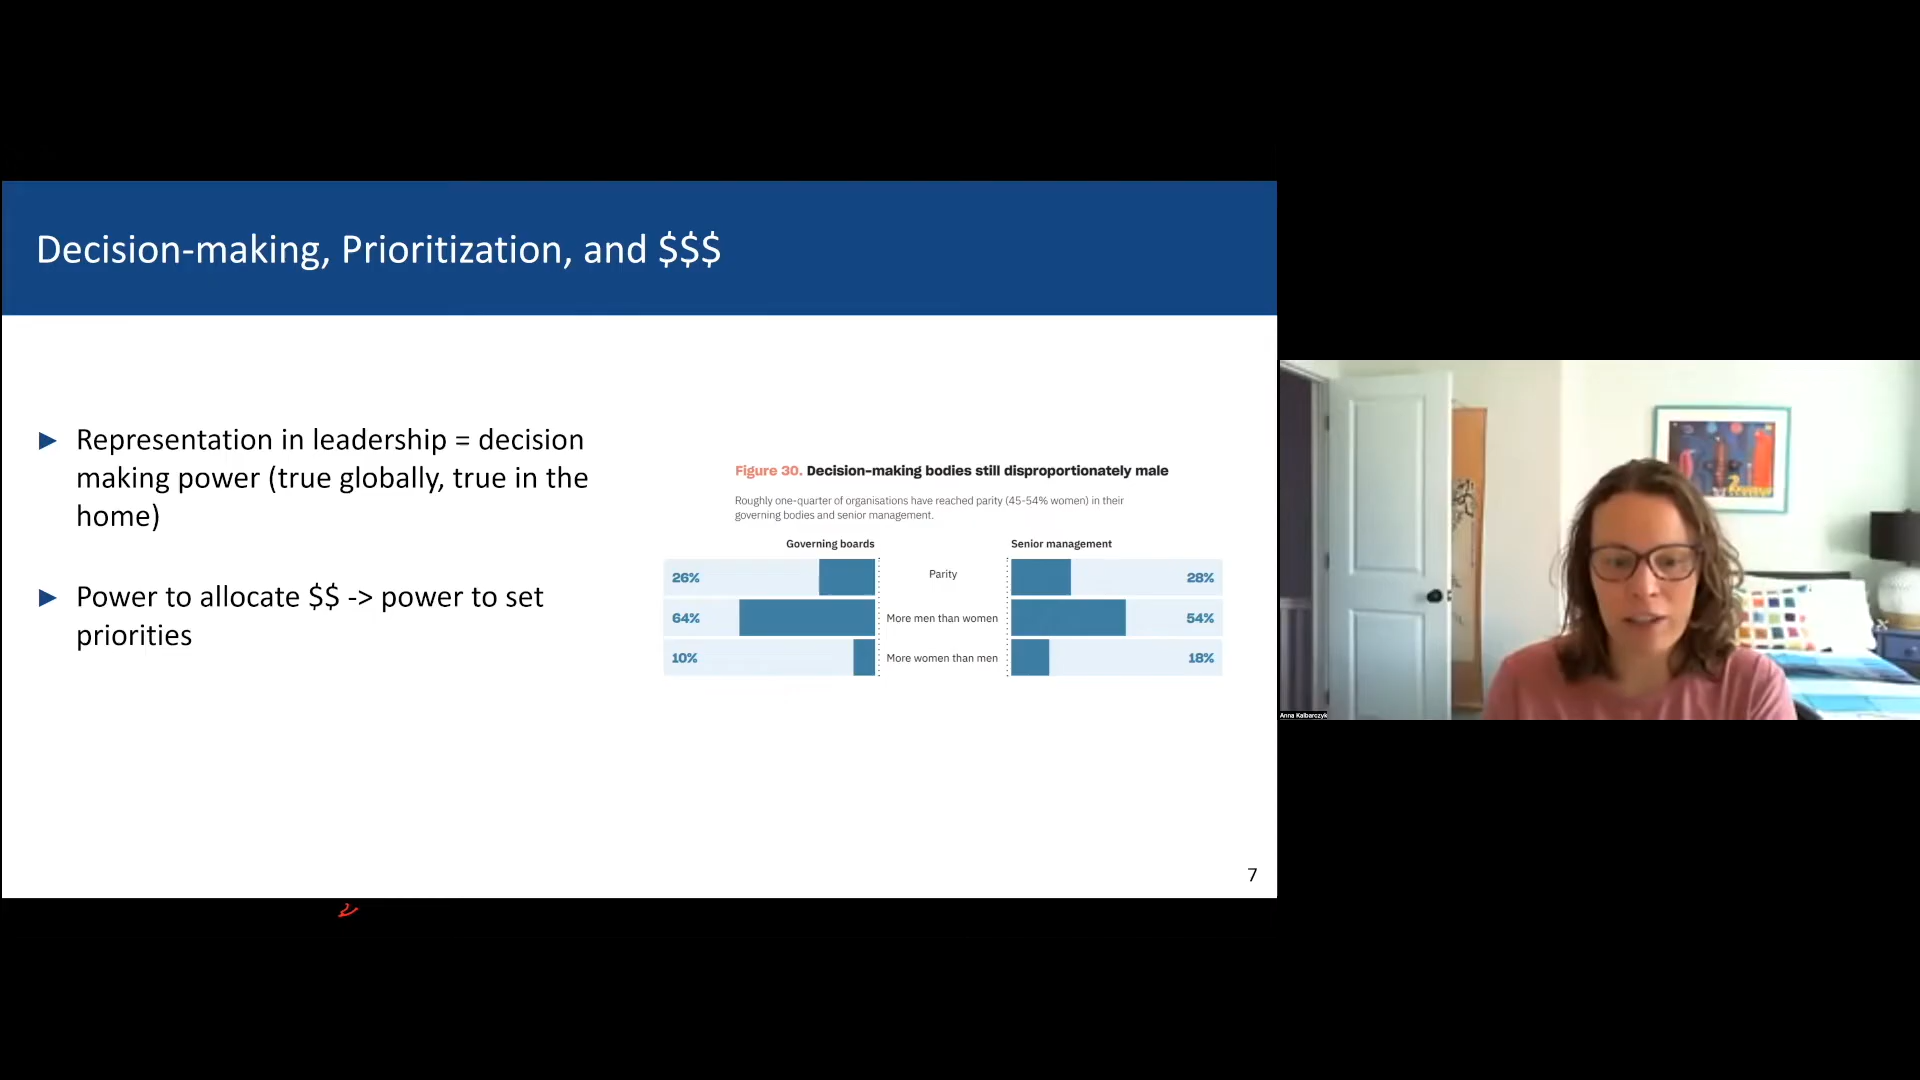 Decision-making, Prioritization, and $$$
► Representation in leadership = decision
making power (true globally, true in the
home)
► Power to allocate $$ -> power to set
priorities
Figure 30. Decision-making bodies still disproportionately male
Roughly one-quarter of organisations have reached parity (45-54% women) in their
governing bodies and senior management.
Governing boards Senior management
26% Parity 28%
64% More men than women 54%
10% More women than men 18%
7
Anna Kalbarczyk